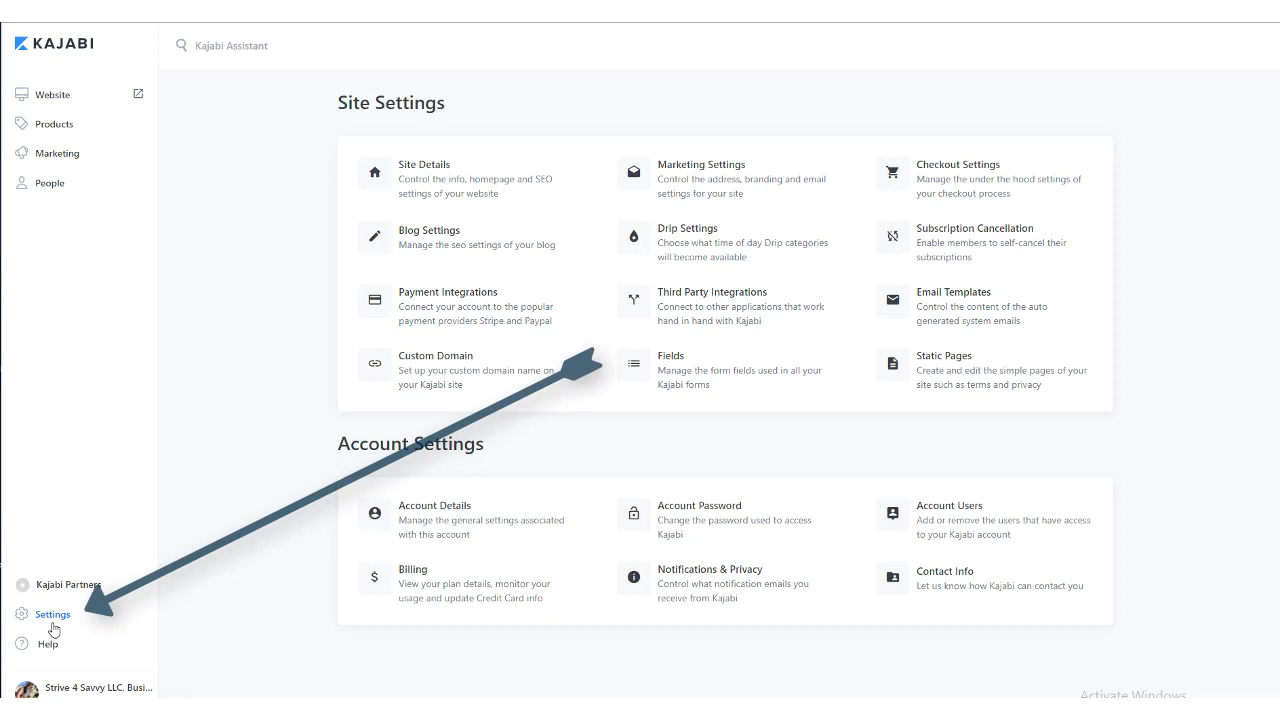 KAJABI
Kajabi Assistant
Website
Products
Marketing
People
Site Settings
Site Details
Control the info, homepage and SEO
settings of your website
Marketing Settings
Control the address, branding and email
settings for your site
Checkout Settings
Manage the under the hood settings of
your checkout process
Blog Settings
Manage the seo settings of your blog
Drip Settings
Choose what time of day Drip categories
will become available
Subscription Cancellation
Enable members to self-cancel their
subscriptions
Payment Integrations
Connect your account to the popular
payment providers Stripe and Paypal
Third Party Integrations
Connect to other applications that work
hand in hand with Kajabi
Email Templates
Control the content of the auto
generated system emails
Custom Domain
Set up your custom domain name on
your Kajabi site
Fields
Manage the form fields used in all your
Kajabi forms
Static Pages
Create and edit the simple pages of your
site such as terms and privacy
Account Settings
Account Details
Manage the general settings associated
with this account
Account Password
Change the password used to access
Kajabi
Account Users
Add or remove the users that have access
to your Kajabi account
Billing
View your plan details, monitor your
usage and update Credit Card info
Notifications & Privacy
Control what notification emails you
receive from Kajabi
Contact Info
Let us know how Kajabi can contact you
Kajabi Partners
Settings
Help
Strive 4 Savvy LLC, Busi...
Activate Windows